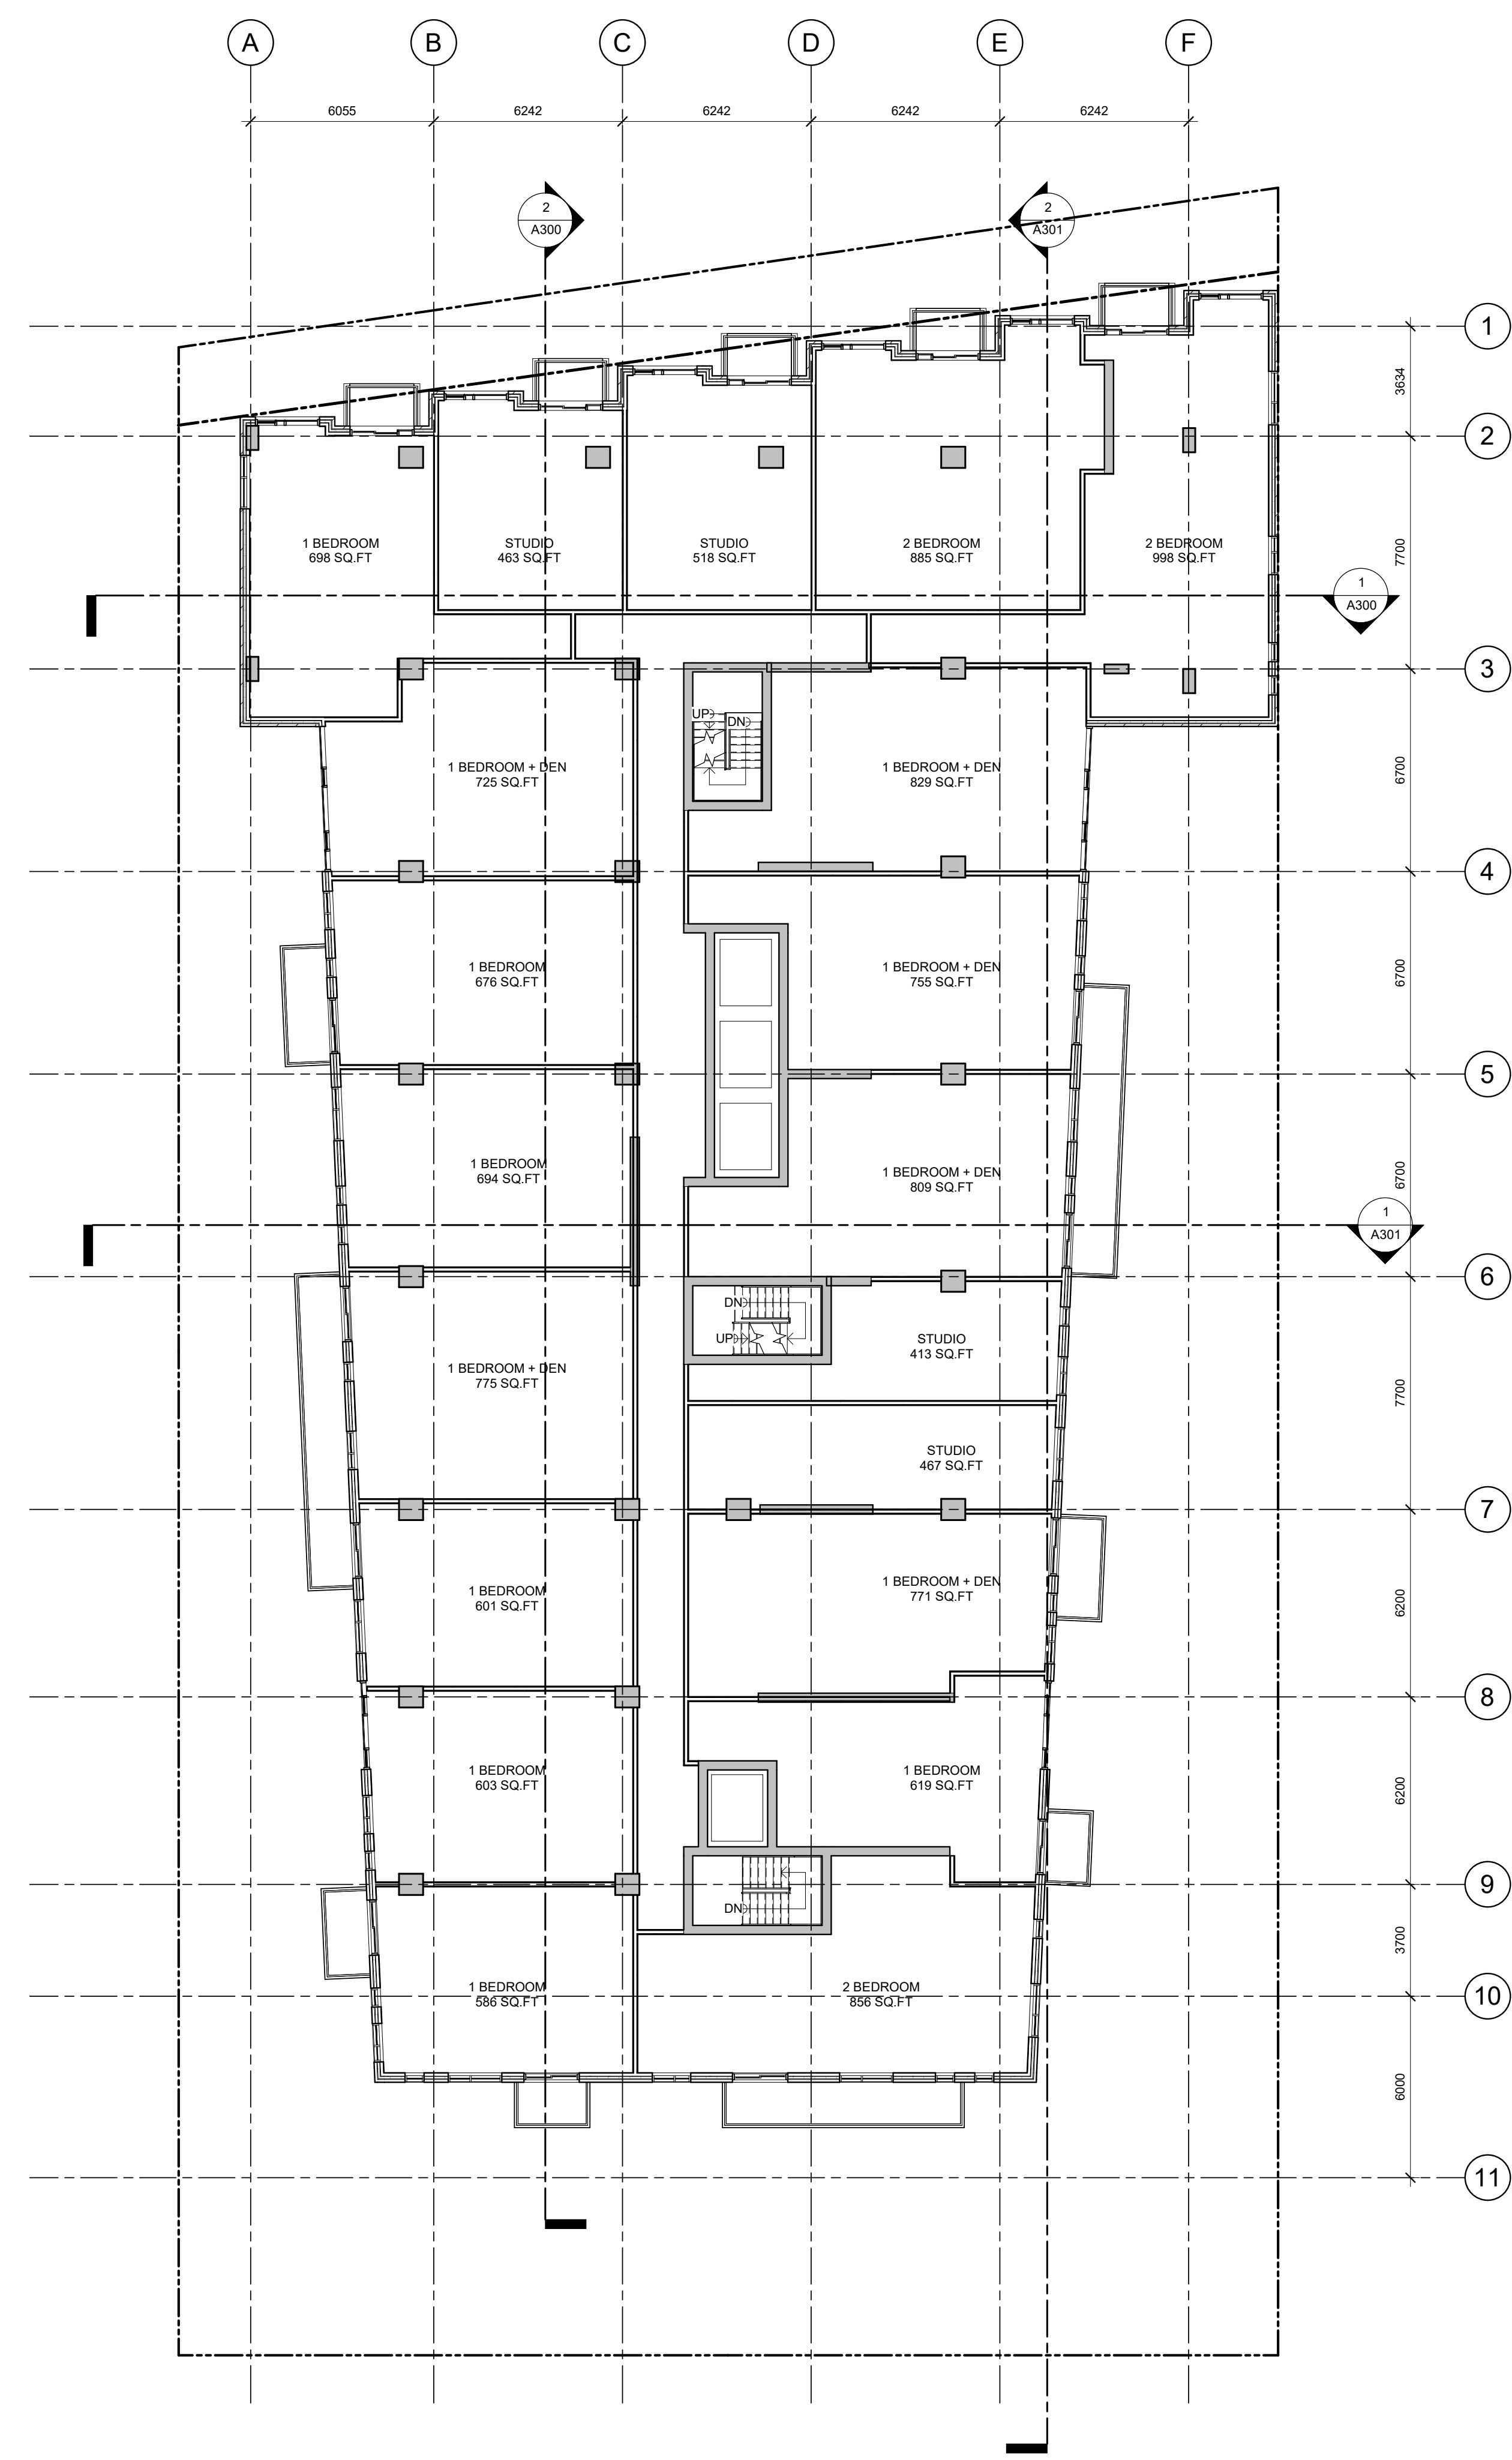 A B C D E F
6055 6242 6242 6242 6242
2
A300
2
A301
1
3634
2
1 BEDROOM
698 SQ.FT
STUDIO
463 SQ.FT
STUDIO
518 SQ.FT
2 BEDROOM
885 SQ.FT
2 BEDROOM
998 SQ.FT
7700
1
A300
3
UP
DN
1 BEDROOM + DEN
725 SQ.FT
1 BEDROOM + DEN
829 SQ.FT
6700
4
1 BEDROOM
676 SQ.FT
1 BEDROOM + DEN
755 SQ.FT
6700
5
1 BEDROOM
694 SQ.FT
1 BEDROOM + DEN
809 SQ.FT
6700
1
A301
6
DN
UP
STUDIO
413 SQ.FT
1 BEDROOM + DEN
775 SQ.FT
7700
STUDIO
467 SQ.FT
7
1 BEDROOM
601 SQ.FT
1 BEDROOM + DEN
771 SQ.FT
6200
8
1 BEDROOM
603 SQ.FT
1 BEDROOM
619 SQ.FT
6200
9
DN
3700
1 BEDROOM
586 SQ.FT
2 BEDROOM
856 SQ.FT
10
6000
11